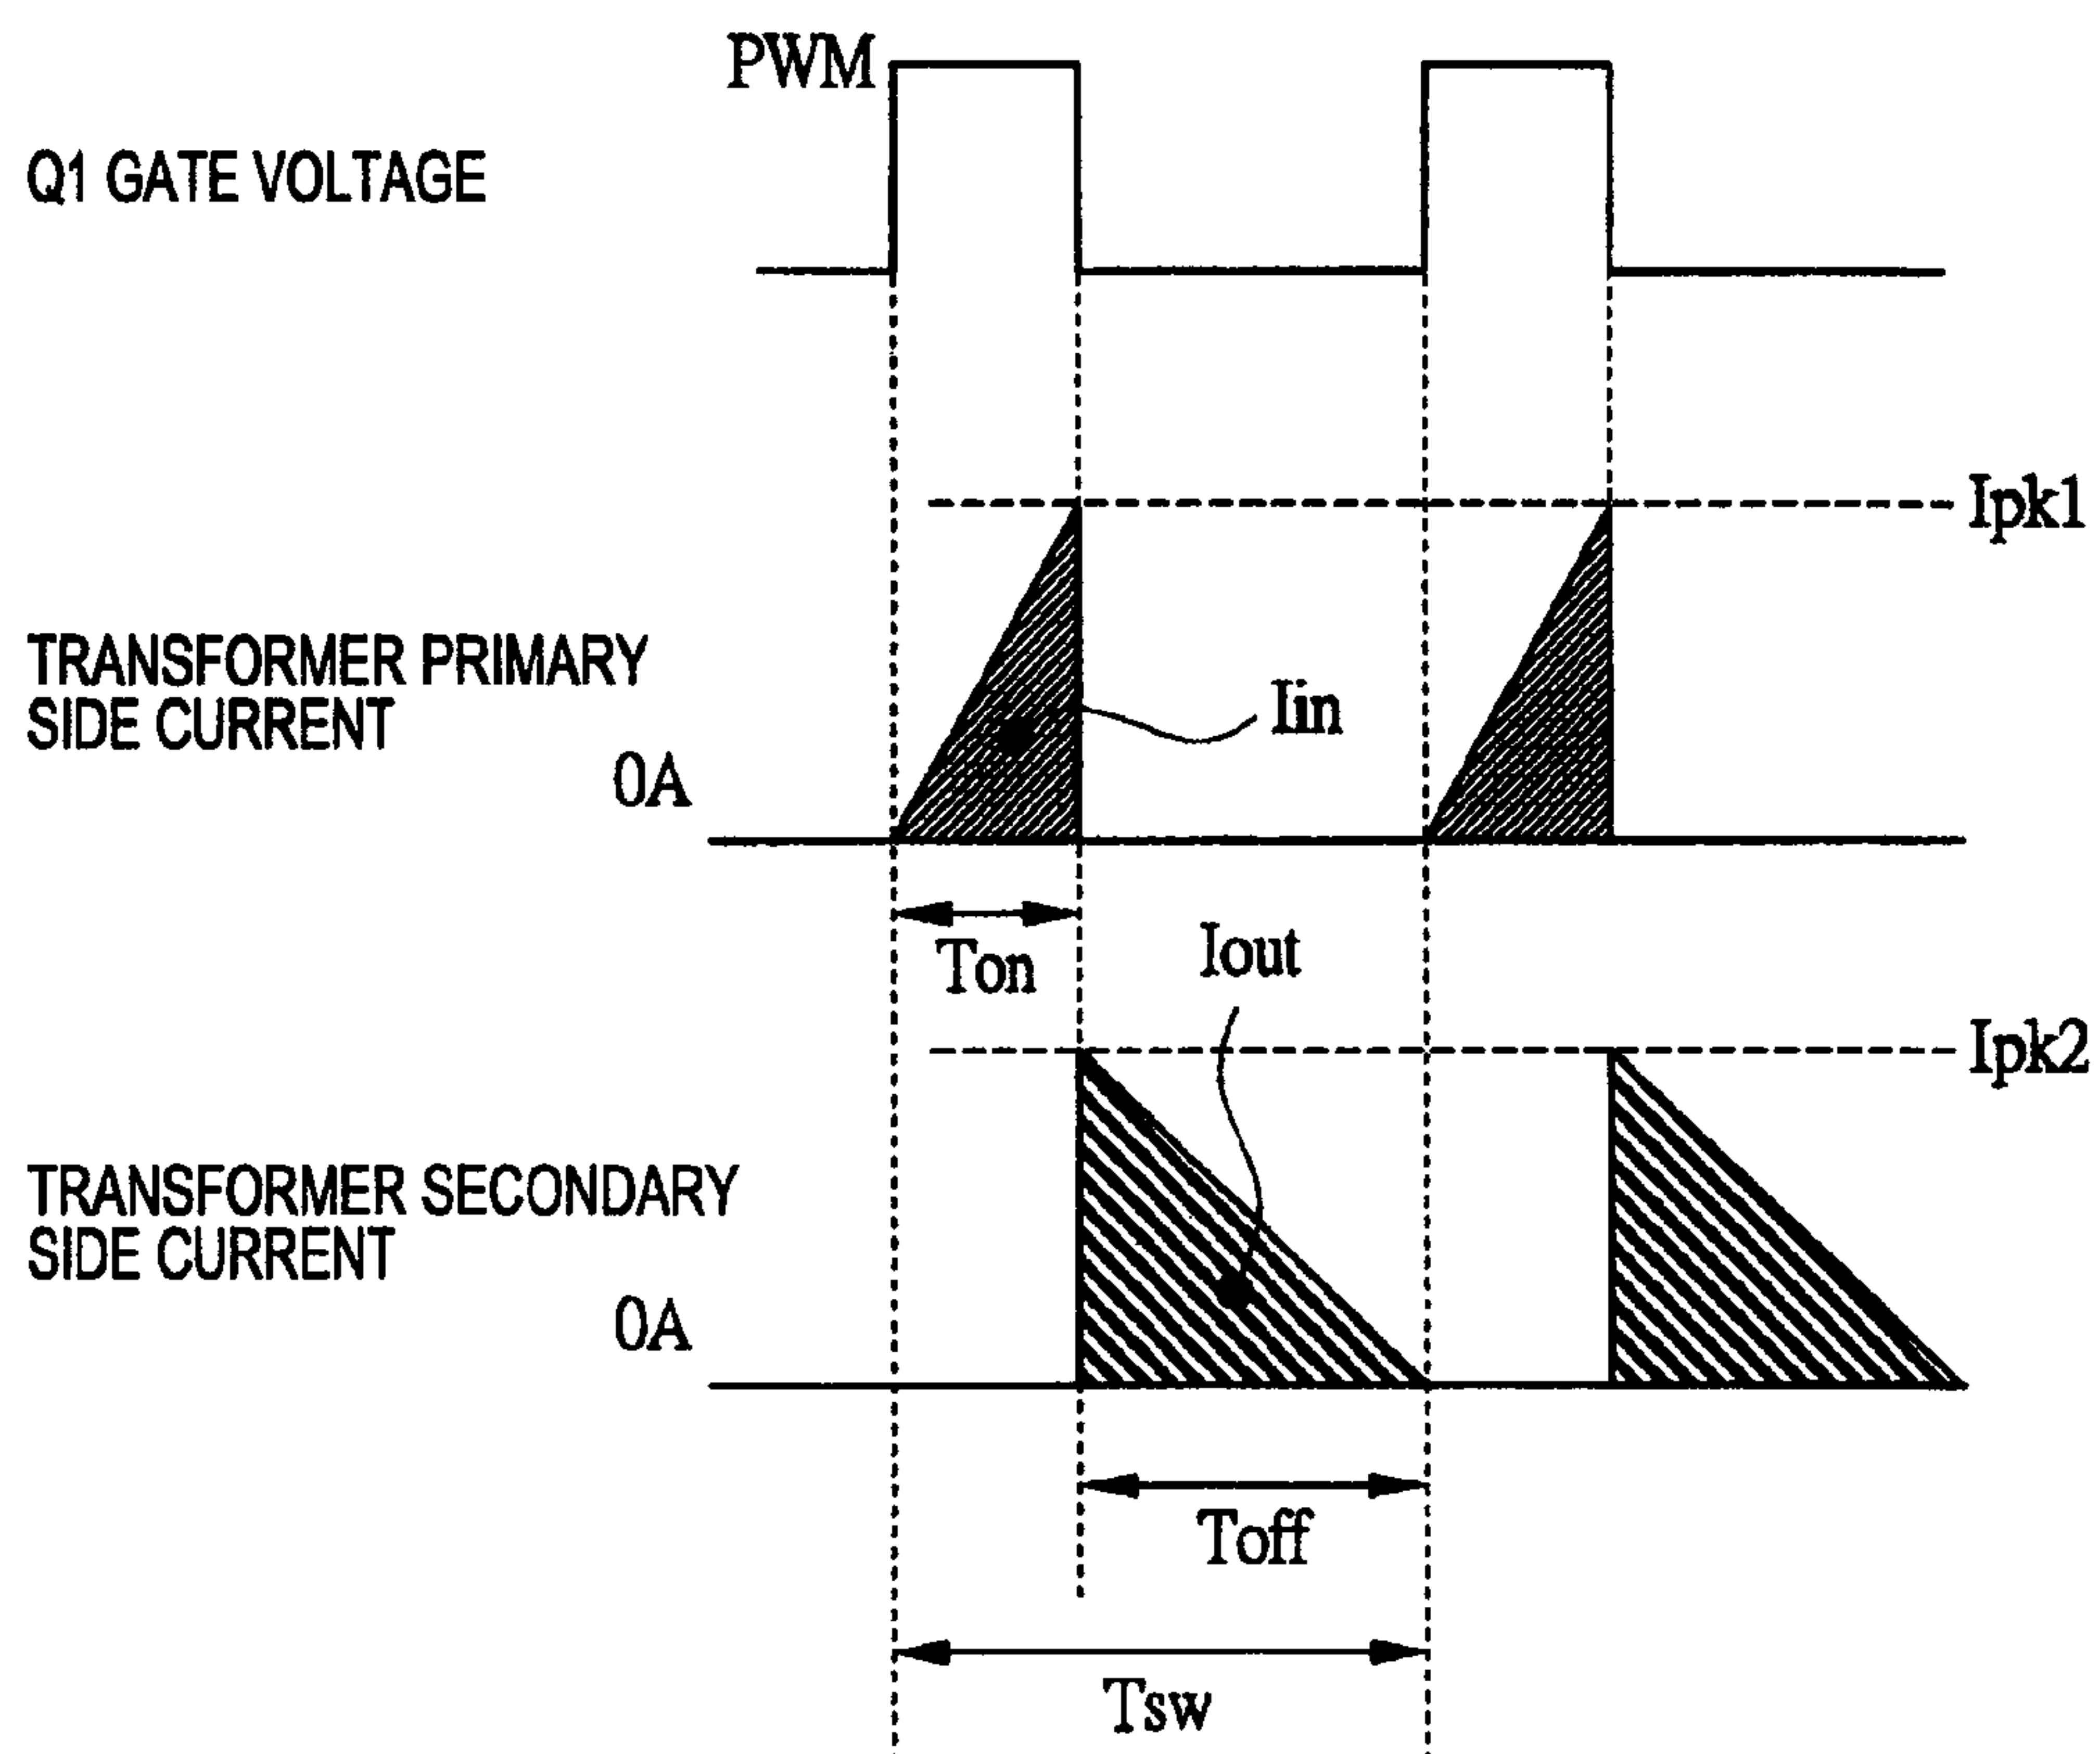 PWM
Q1 GATE VOLTAGE
Ipk1
TRANSFORMER PRIMARY
SIDE CURRENT
Iin
0A
Ton
Iout
Ipk2
TRANSFORMER SECONDARY
SIDE CURRENT
0A
Toff
Tsw